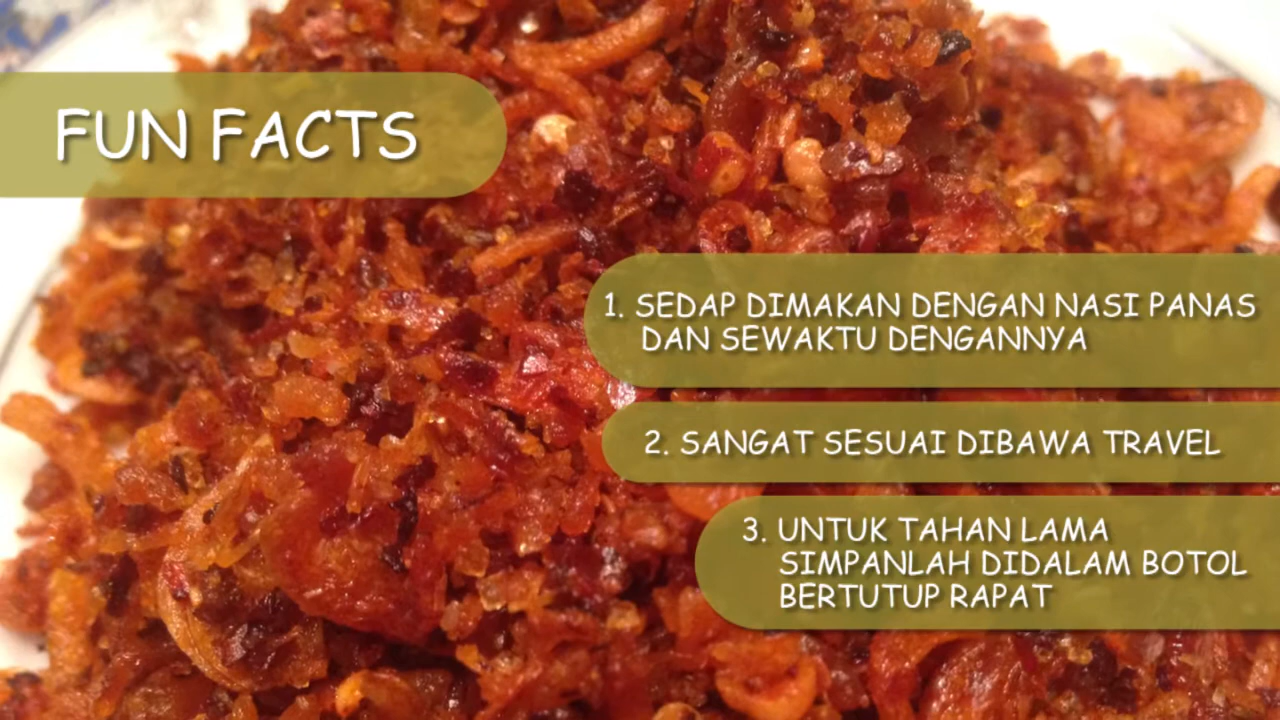 FUN FACTS
1. SEDAP DIMAKAN DENGAN NASI PANAS
DAN SEWAKTU DENGANNYA
2. SANGAT SESUAI DIBAWA TRAVEL
3. UNTUK TAHAN LAMA
SIMPANLAH DIDALAM BOTOL
BERTUTUP RAPAT